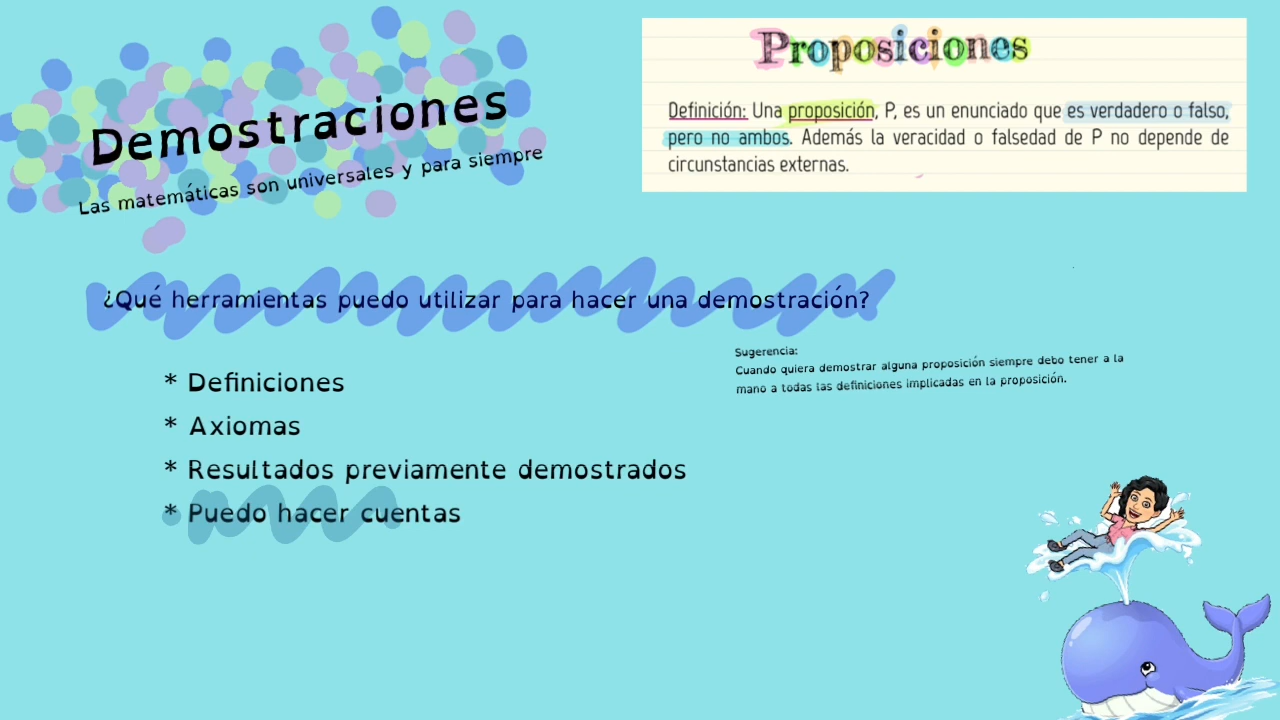 Demostraciones
Las matemáticas son universales y para siempre
Proposiciones
Definición: Una proposición, P, es un enunciado que es verdadero o falso,
pero no ambos. Además la veracidad o falsedad de P no depende de
circunstancias externas.
¿Qué herramientas puedo utilizar para hacer una demostración?
* Definiciones
* Axiomas
* Resultados previamente demostrados
* Puedo hacer cuentas
Sugerencia:
Cuando quiera demostrar alguna proposición siempre debo tener a la
mano a todas las definiciones implicadas en la proposición.